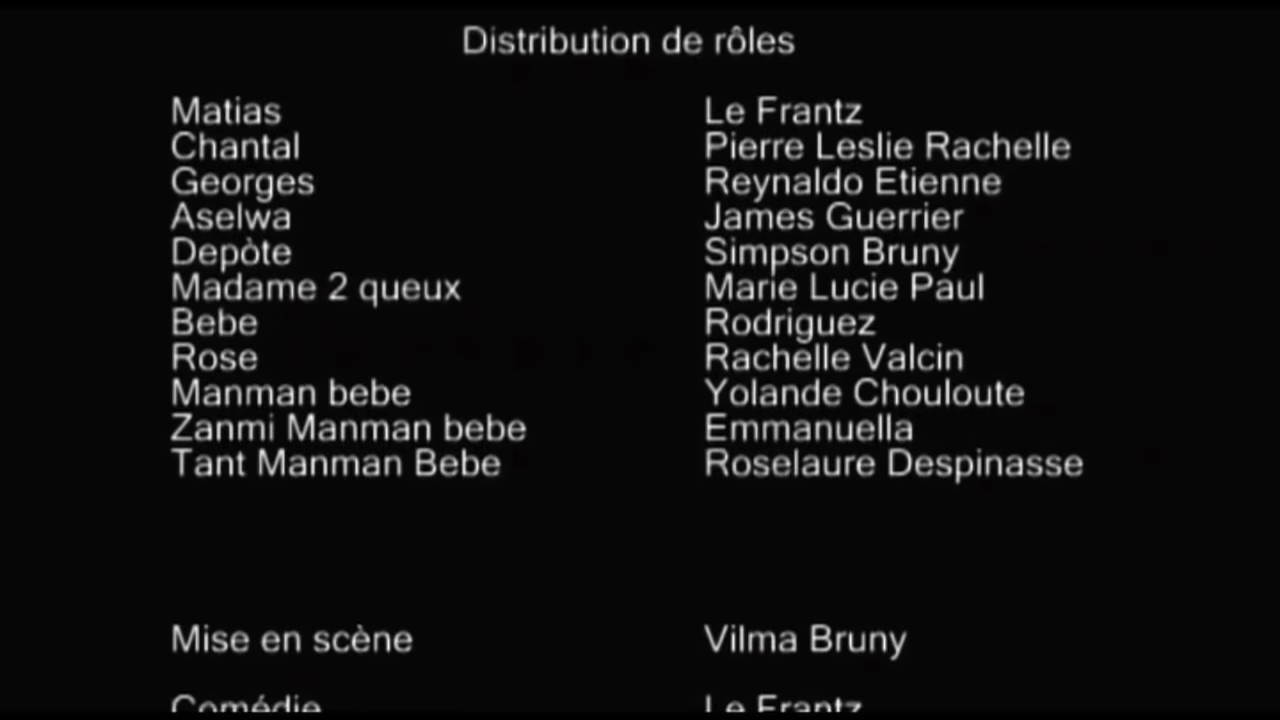 Distribution de rôles
Matias Le Frantz
Chantal Pierre Leslie Rachelle
Georges Reynaldo Etienne
Aselwa James Guerrier
Depòte Simpson Bruny
Madame 2 queux Marie Lucie Paul
Bebe Rodriguez
Rose Rachelle Valcin
Manman bebe Yolande Chouloute
Zanmi Manman bebe Emmanuella
Tant Manman Bebe Roselaure Despinasse
Mise en scène Vilma Bruny
Comédie Le Frantz